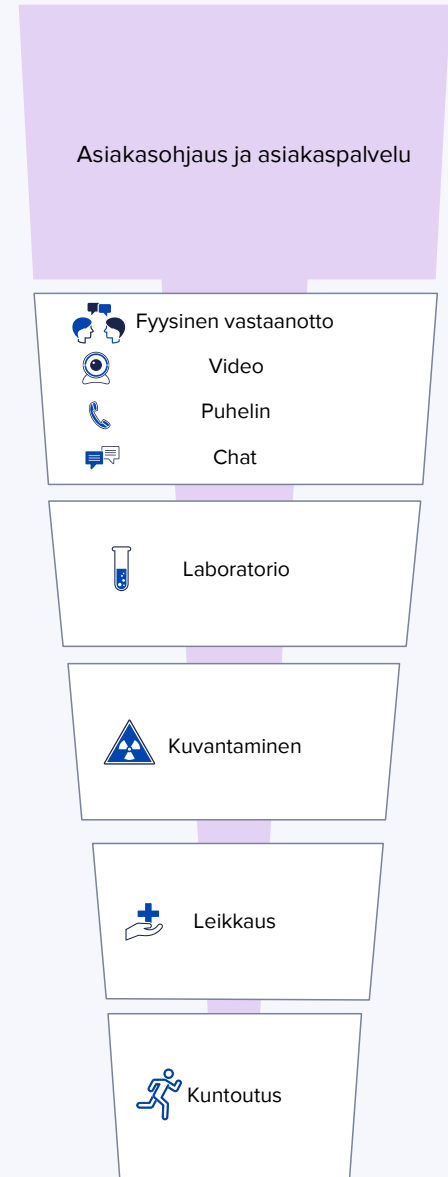 Asiakasohjaus ja asiakaspalvelu
Fyysinen vastaanotto
Video
Puhelin
Chat
Laboratorio
Kuvantaminen
Leikkaus
Kuntoutus